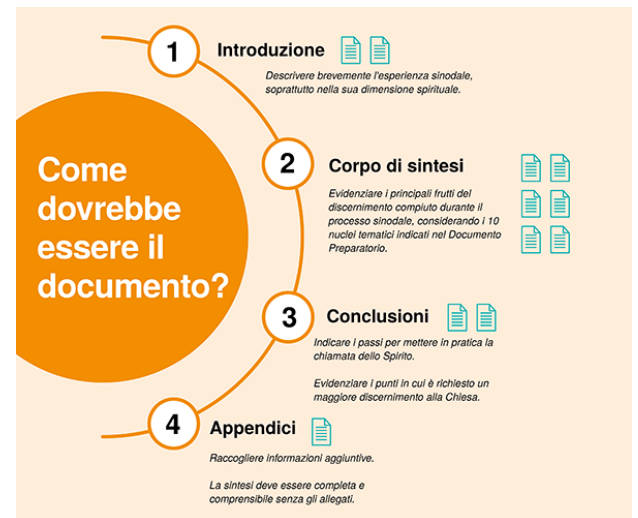 Come
dovrebbe
essere il
documento?
1
Introduzione
Descrivere brevemente l'esperienza sinodale,
soprattutto nella sua dimensione spirituale.
2
Corpo di sintesi
Evidenziare i principali frutti del
discernimento compiuto durante il
processo sinodale, considerando i 10
nuclei tematici indicati nel Documento
Preparatorio.
3
Conclusioni
Indicare i passi per mettere in pratica la
chiamata dello Spirito.
Evidenziare i punti in cui è richiesto un
maggiore discernimento alla Chiesa.
4
Appendici
Raccogliere informazioni aggiuntive.
La sintesi deve essere completa e
comprensibile senza gli allegati.